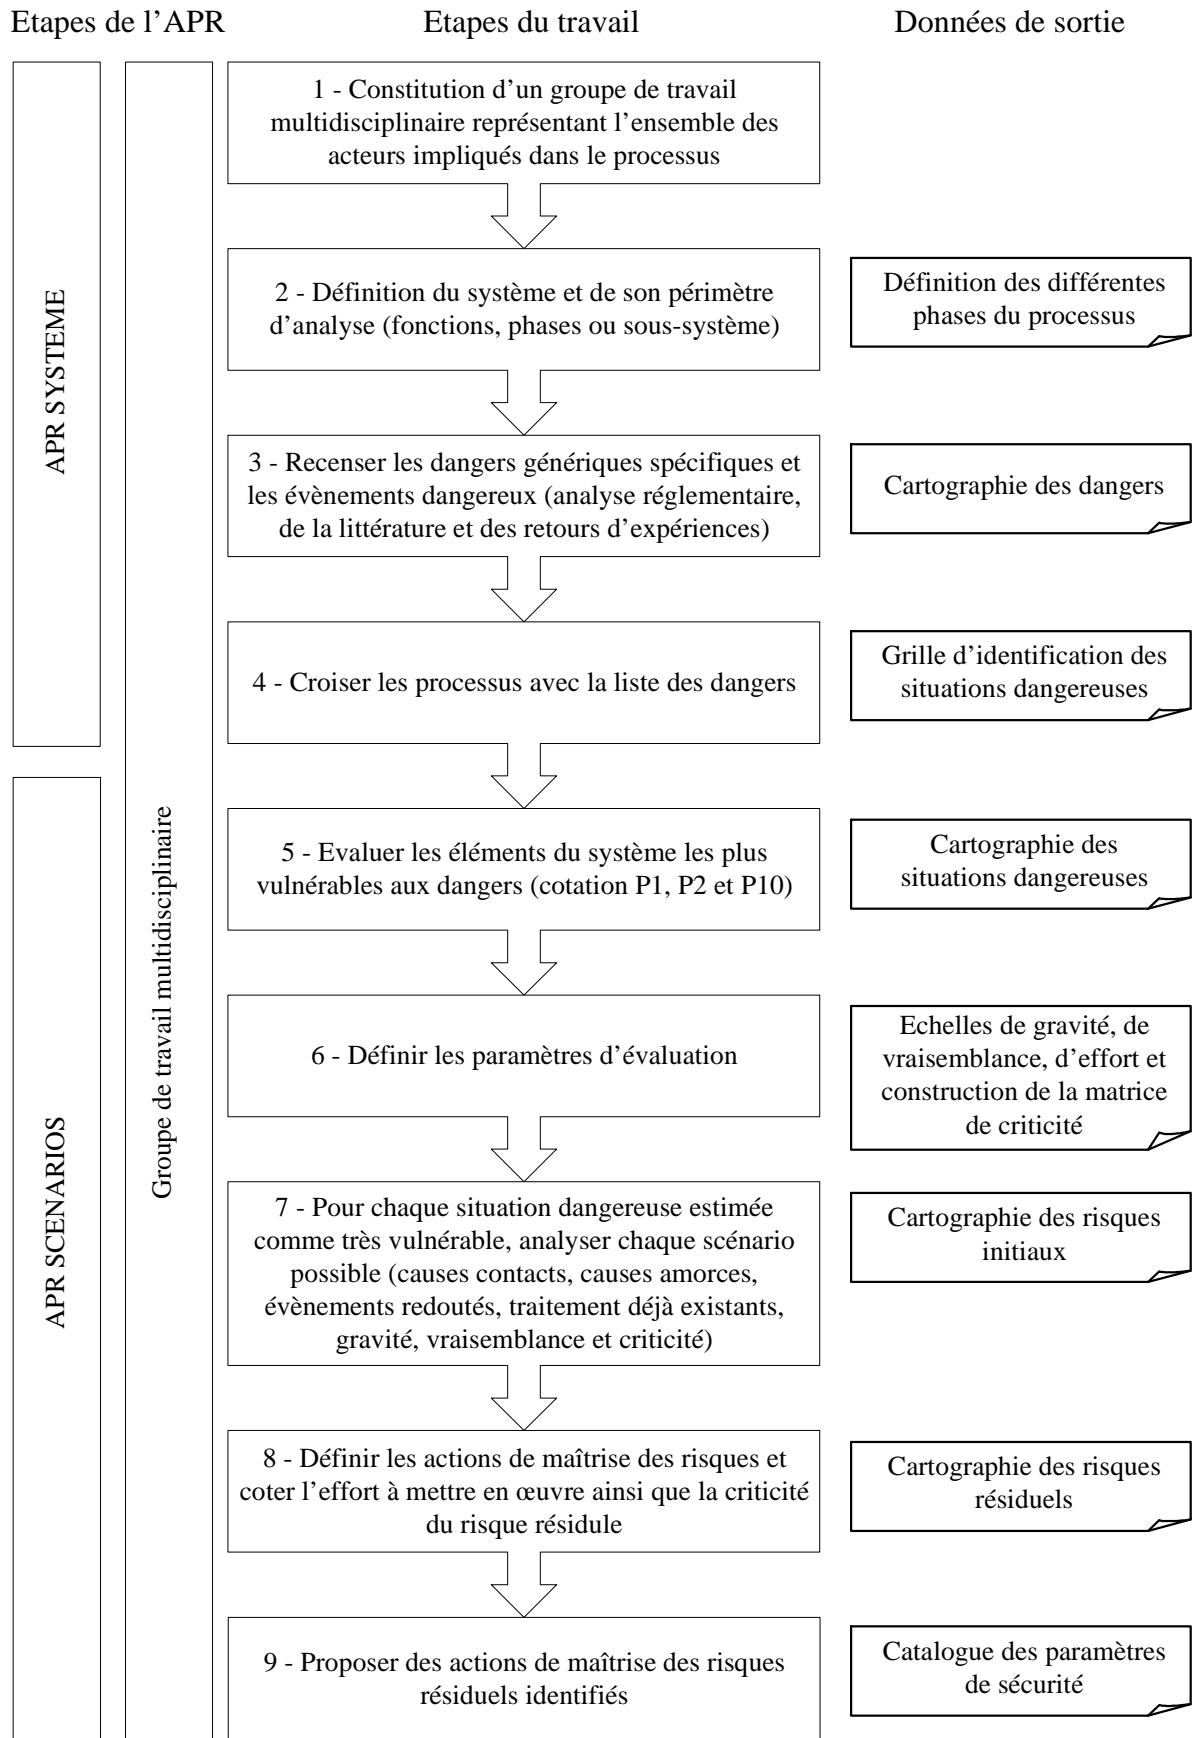 Etapes de l’APR
Etapes du travail
Données de sortie
APR SYSTEME
APR SCENARIOS
Groupe de travail multidisciplinaire
1 - Constitution d’un groupe de travail
multidisciplinaire représentant l’ensemble des
acteurs impliqués dans le processus
2 - Définition du système et de son périmètre
d’analyse (fonctions, phases ou sous-système)
Définition des différentes
phases du processus
3 - Recenser les dangers génériques spécifiques et
les évènements dangereux (analyse réglementaire,
de la littérature et des retours d’expériences)
Cartographie des dangers
4 - Croiser les processus avec la liste des dangers
Grille d’identification des
situations dangereuses
5 - Evaluer les éléments du système les plus
vulnérables aux dangers (cotation P1, P2 et P10)
Cartographie des
situations dangereuses
6 - Définir les paramètres d’évaluation
Echelles de gravité, de
vraisemblance, d’effort et
construction de la matrice
de criticité
7 - Pour chaque situation dangereuse estimée
comme très vulnérable, analyser chaque scénario
possible (causes contacts, causes amorces,
évènements redoutés, traitement déjà existants,
gravité, vraisemblance et criticité)
Cartographie des risques
initiaux
8 - Définir les actions de maîtrise des risques et
coter l’effort à mettre en œuvre ainsi que la criticité
du risque résidule
Cartographie des risques
résiduels
9 - Proposer des actions de maîtrise des risques
résiduels identifiés
Catalogue des paramètres
de sécurité